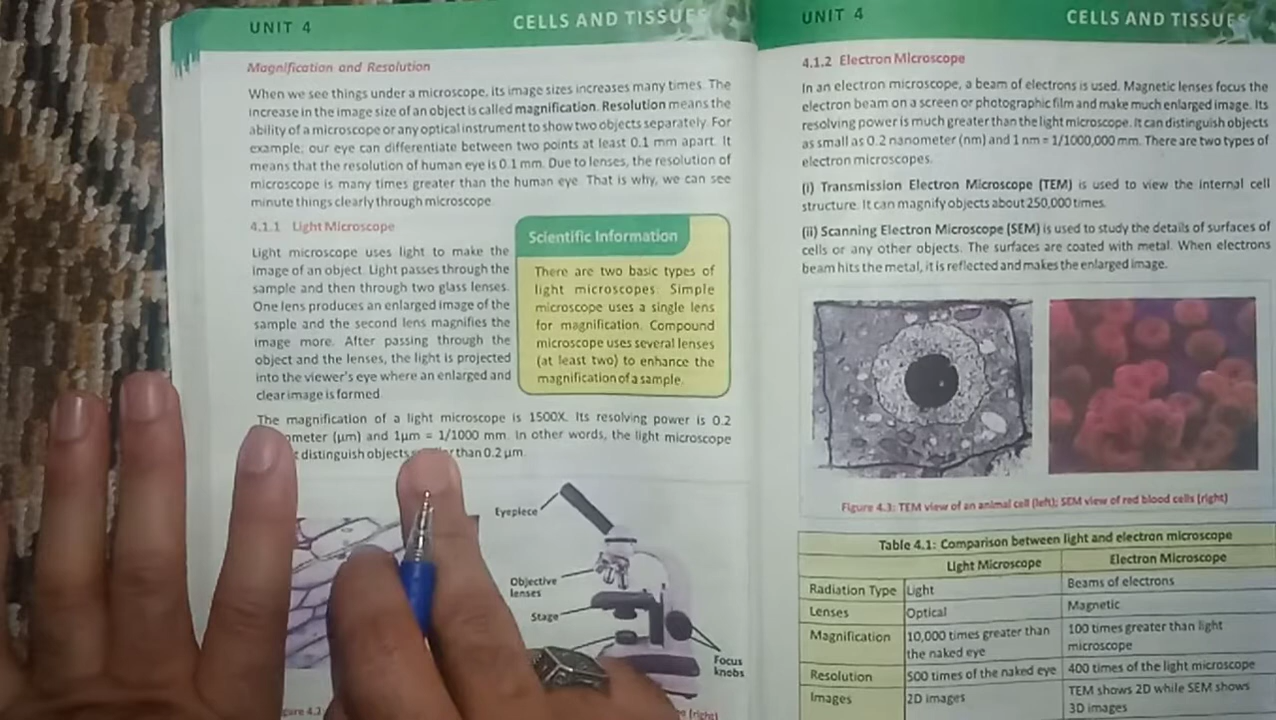 UNIT 4
CELLS AND TISSUES
Magnification and Resolution
When we see things under a microscope, its image sizes increases many times. The
increase in the image size of an object is called magnification. Resolution means the
ability of a microscope or any optical instrument to show two objects separately. For
example; our eye can differentiate between two points at least 0.1 mm apart. It
means that the resolution of human eye is 0.1 mm. Due to lenses, the resolution of
microscope is many times greater than the human eye. That is why, we can see
minute things clearly through microscope.
4.1.1 Light Microscope
Light microscope uses light to make the
image of an object. Light passes through the
sample and then through two glass lenses.
One lens produces an enlarged image of the
sample and the second lens magnifies the
image more. After passing through the
object and the lenses, the light is projected
into the viewer's eye where an enlarged and
clear image is formed.
Scientific Information
There are two basic types of
light microscopes. Simple
microscope uses a single lens
for magnification. Compound
microscope uses several lenses
(at least two) to enhance the
magnification of a sample.
The magnification of a light microscope is 1500X. Its resolving power is 0.2
ometer (µm) and 1µm = 1/1000 mm. In other words, the light microscope
distinguish objects than 0.2 µm.
Eyepiece
Objective
lenses
Stage
Focus
knobs
(right)
UNIT 4
CELLS AND TISSUES
4.1.2 Electron Microscope
In an electron microscope, a beam of electrons is used. Magnetic lenses focus the
electron beam on a screen or photographic film and make much enlarged image. Its
resolving power is much greater than the light microscope. It can distinguish objects
as small as 0.2 nanometer (nm) and 1 nm = 1/1000,000 mm. There are two types of
electron microscopes.
(i) Transmission Electron Microscope (TEM) is used to view the internal cell
structure. It can magnify objects about 250,000 times.
(ii) Scanning Electron Microscope (SEM) is used to study the details of surfaces of
cells or any other objects. The surfaces are coated with metal. When electrons
beam hits the metal, it is reflected and makes the enlarged image.
Figure 4.3: TEM view of an animal cell (left); SEM view of red blood cells (right)
Table 4.1: Comparison between light and electron microscope
Light Microscope Electron Microscope
Radiation Type Light Beams of electrons
Lenses Optical Magnetic
Magnification 10,000 times greater than 100 times greater than light
the naked eye microscope
Resolution 500 times of the naked eye 400 times of the light microscope
Images 2D images TEM shows 2D while SEM shows
3D images